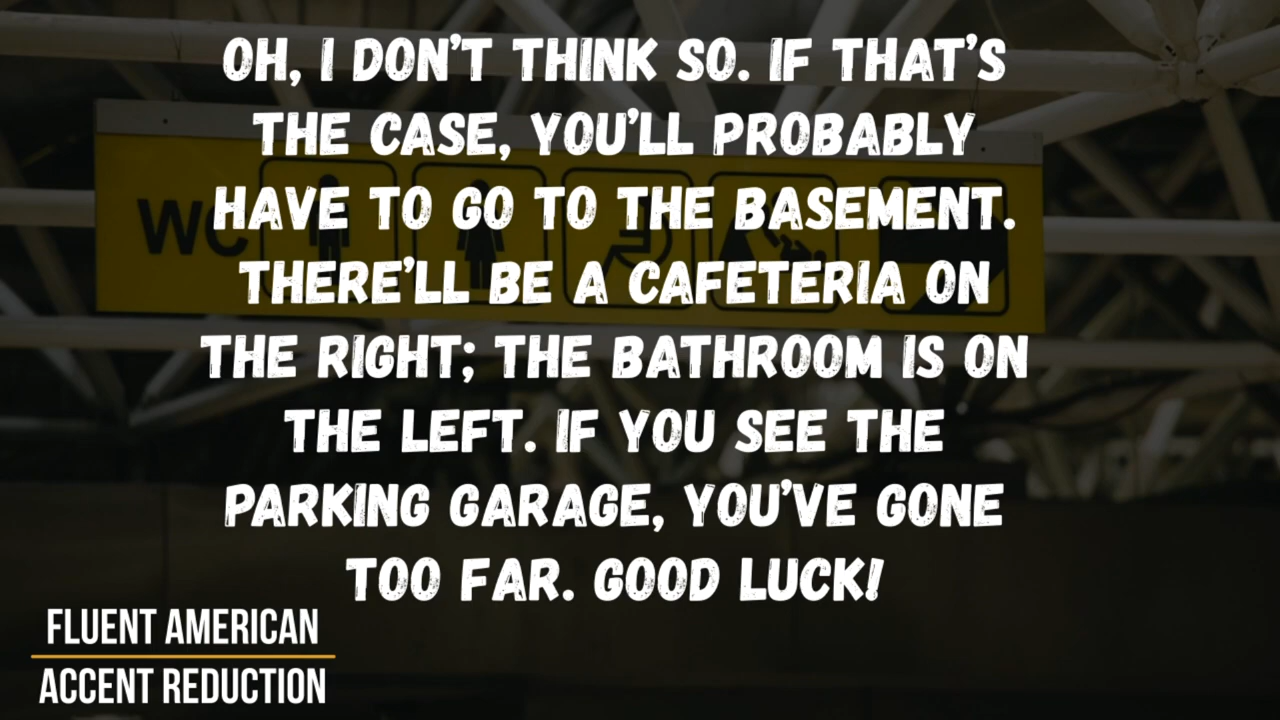 OH, I DON'T THINK SO. IF THAT'S
THE CASE, YOU'LL PROBABLY
HAVE TO GO TO THE BASEMENT.
WC
THERE'LL BE A CAFETERIA ON
THE RIGHT; THE BATHROOM IS ON
THE LEFT. IF YOU SEE THE
PARKING GARAGE, YOU'VE GONE
TOO FAR. GOOD LUCK!
FLUENT AMERICAN
ACCENT REDUCTION